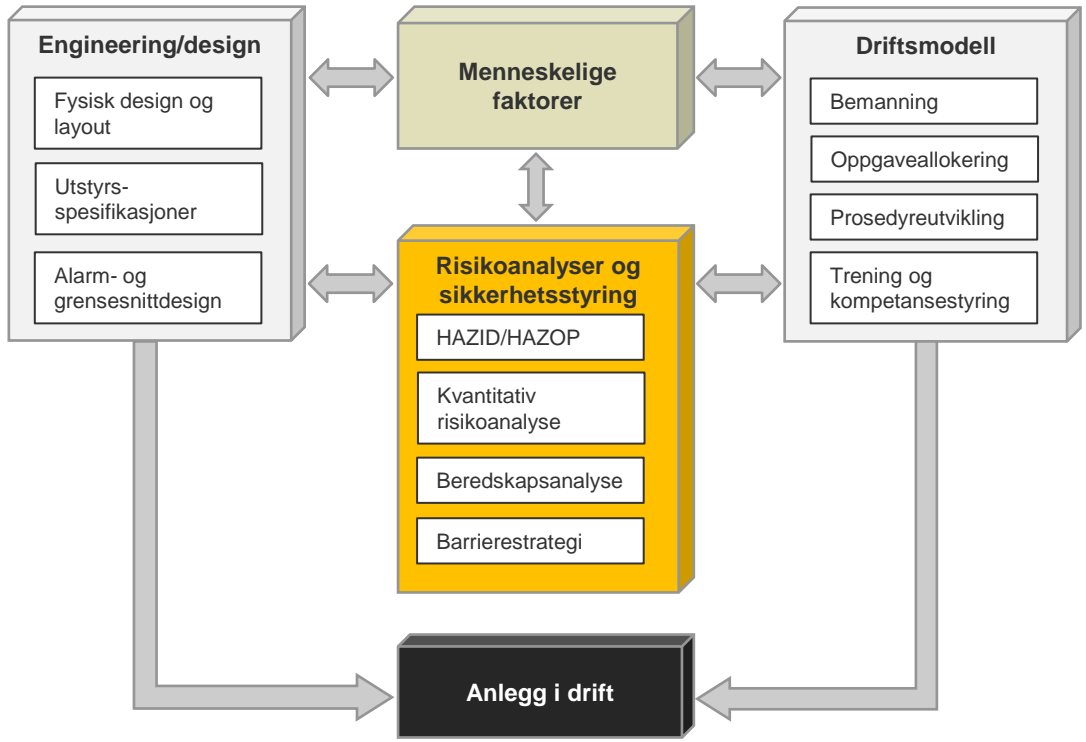 Engineering/design
Fysisk design og
layout
Utstyrs-
spesifikasjoner
Alarm- og
grensesnittdesign
Menneskelige
faktorer
Risikoanalyser og
sikkerhetsstyring
HAZID/HAZOP
Kvantitativ
risikoanalyse
Beredskapsanalyse
Barrierestrategi
Driftsmodell
Bemanning
Oppgaveallokering
Prosedyreutvikling
Trening og
kompetansestyring
Anlegg i drift